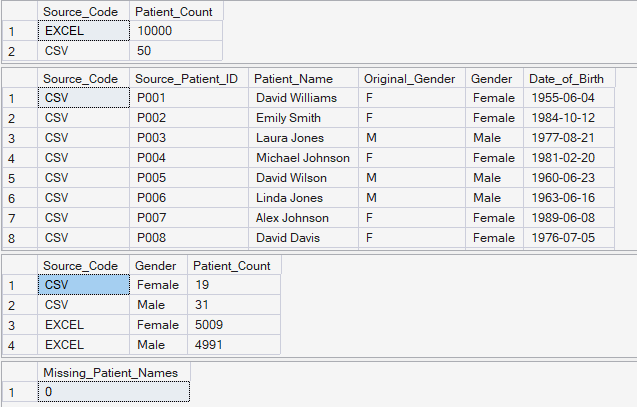 Source_Code Patient_Count
1 EXCEL 10000
2 CSV 50
Source_Code Source_Patient_ID Patient_Name Original_Gender Gender Date_of_Birth
1 CSV P001 David Williams F Female 1955-06-04
2 CSV P002 Emily Smith F Female 1984-10-12
3 CSV P003 Laura Jones M Male 1977-08-21
4 CSV P004 Michael Johnson F Female 1981-02-20
5 CSV P005 David Wilson M Male 1960-06-23
6 CSV P006 Linda Jones M Male 1963-06-16
7 CSV P007 Alex Johnson F Female 1989-06-08
8 CSV P008 David Davis F Female 1976-07-05
Source_Code Gender Patient_Count
1 CSV Female 19
2 CSV Male 31
3 EXCEL Female 5009
4 EXCEL Male 4991
Missing_Patient_Names
1 0